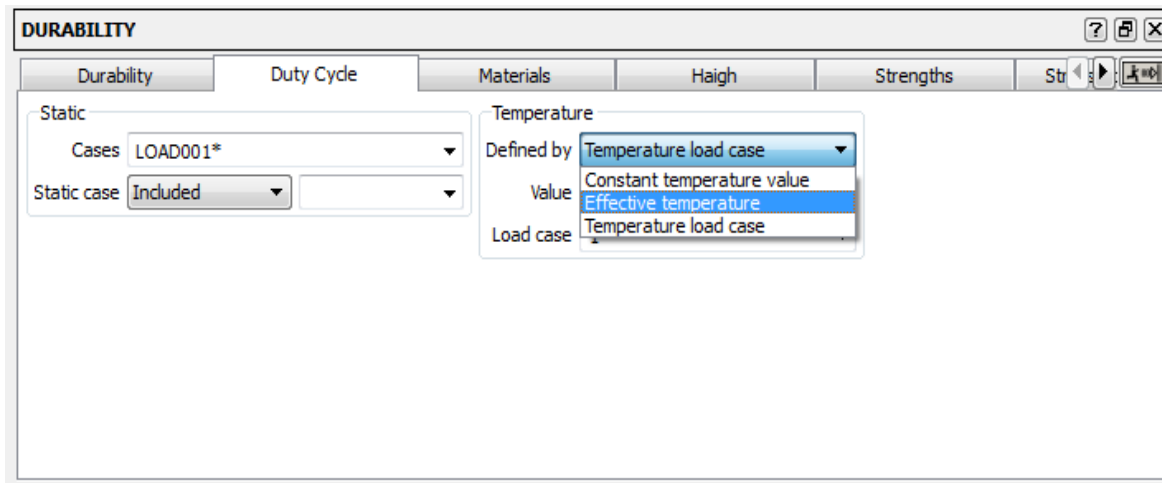 DURABILITY
Durability Duty Cycle Materials Haigh Strengths
Static Temperature
Cases LOAD001* Defined by Temperature load case
Constant temperature value
Static case Included Value Effective temperature
Temperature load case
Load case